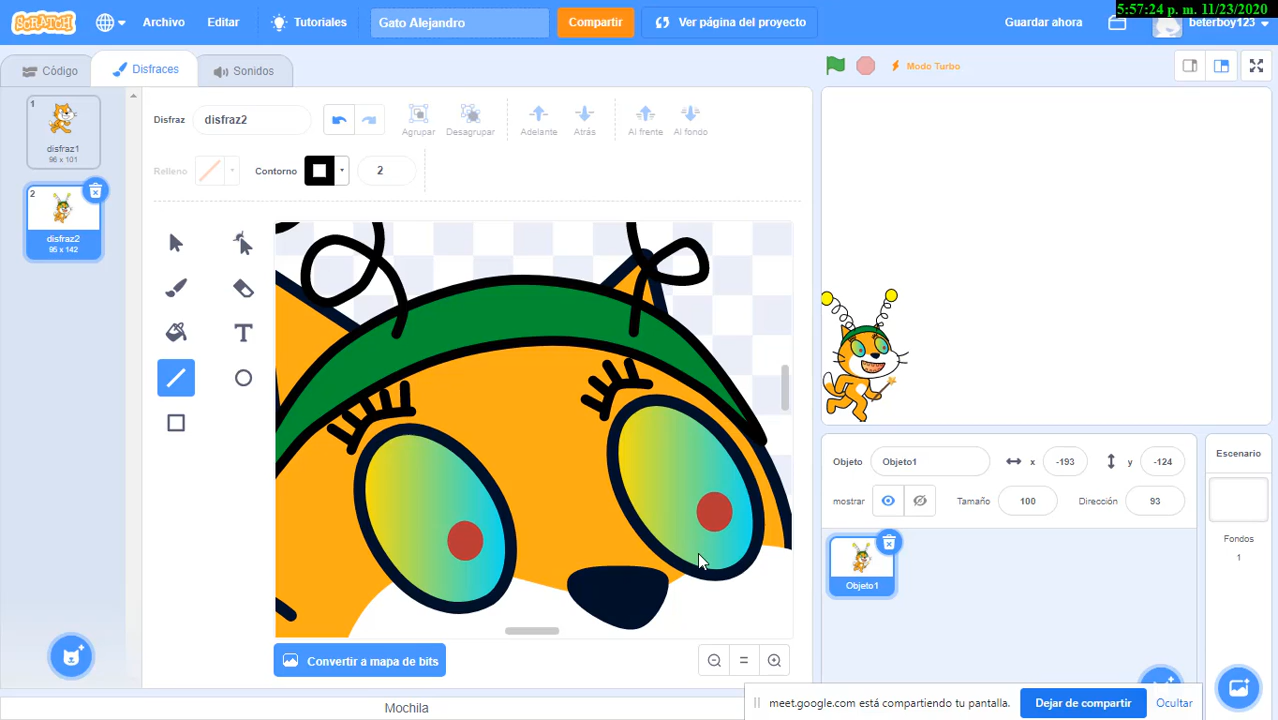 5:57:24 p. m. 11/23/2020
SCRATCH
Archivo
Editar
Tutoriales
Gato Alejandro
Compartir
Ver página del proyecto
Guardar ahora
beterboy123
Código
Disfraces
Sonidos
Modo Turbo
1
disfraz1
96 x 101
2
disfraz2
96 x 142
Disfraz
disfraz2
Agrupar
Desagrupar
Adelante
Atrás
Al frente
Al fondo
Relleno
Contorno
2
T
Convertir a mapa de bits
Mochila
Objeto
Objeto1
x
-193
y
-124
mostrar
Tamaño
100
Dirección
93
Objeto1
Escenario
Fondos
1
meet.google.com está compartiendo tu pantalla.
Dejar de compartir
Ocultar